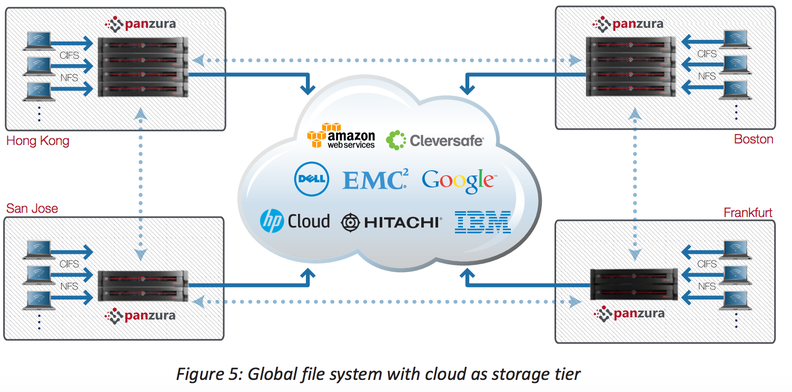 panzura
panzura
CIFS
NFS
CIFS
NFS
Hong Kong
Boston
amazon
web services
Cleversafe
DELL
EMC²
Google
hp Cloud
HITACHI
IBM
San Jose
Frankfurt
CIFS
NFS
CIFS
NFS
panzura
panzura
Figure 5: Global file system with cloud as storage tier